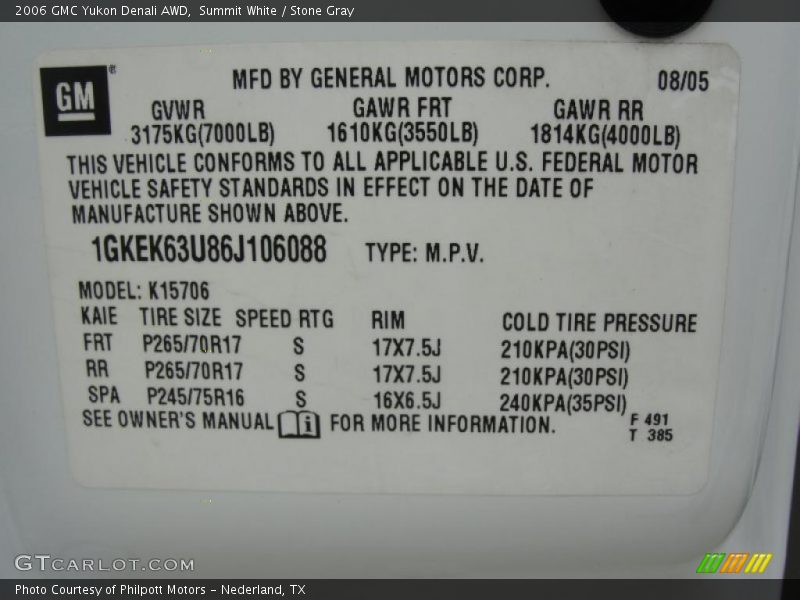 2006 GMC Yukon Denali AWD,  Summit White / Stone Gray
GM ®
MFD BY GENERAL MOTORS CORP. 08/05
GVWR GAWR FRT GAWR RR
3175KG(7000LB) 1610KG(3550LB) 1814KG(4000LB)
THIS VEHICLE CONFORMS TO ALL APPLICABLE U.S. FEDERAL MOTOR
VEHICLE SAFETY STANDARDS IN EFFECT ON THE DATE OF
MANUFACTURE SHOWN ABOVE.
1GKEK63U86J106088 TYPE: M.P.V.
MODEL: K15706
KAIE TIRE SIZE SPEED RTG RIM COLD TIRE PRESSURE
FRT P265/70R17 S 17X7.5J 210KPA(30PSI)
RR P265/70R17 S 17X7.5J 210KPA(30PSI)
SPA P245/75R16 S 16X6.5J 240KPA(35PSI)
SEE OWNER'S MANUAL i FOR MORE INFORMATION. F 491
T 385
GTCARLOT.COM
Photo Courtesy of Philpott Motors - Nederland, TX